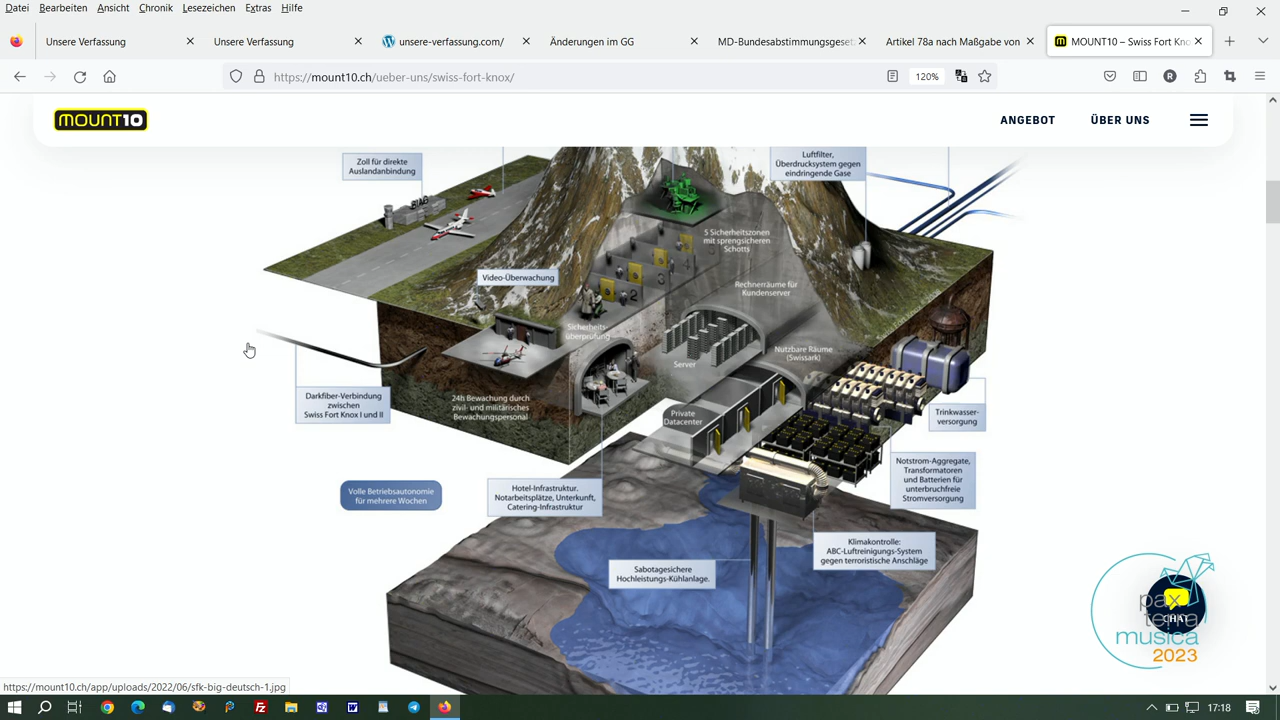 Datei Bearbeiten Ansicht Chronik Lesezeichen Extras Hilfe
Unsere Verfassung
Unsere Verfassung
unsere-verfassung.com/
Änderungen im GG
MD-Bundesabstimmungsgesetz
Artikel 78a nach Maßgabe von
MOUNT10 – Swiss Fort Kno
https://mount10.ch/ueber-uns/swiss-fort-knox/
120%
R
MOUNT10
ANGEBOT
ÜBER UNS
Zoll für direkte
Auslandanbindung
Luftfilter,
Überdrucksystem gegen
eindringende Gase
5 Sicherheitszonen
mit sprengsicheren
Schotts
Video-Überwachung
2
3
4
Rechnerräume für
Kundenserver
Sicherheits-
überprüfung
Server
Nutzbare Räume
(Swissark)
Darkfiber-Verbindung
zwischen
Swiss Fort Knox I und II
24h Bewachung durch
zivil- und militärisches
Bewachungspersonal
Private
Datacenter
Trinkwasser-
versorgung
Volle Betriebsautonomie
für mehrere Wochen
Hotel-Infrastruktur.
Notarbeitsplätze, Unterkunft,
Catering-Infrastruktur
Notstrom-Aggregate,
Transformatoren
und Batterien für
unterbruchfreie
Stromversorgung
Klimakontrolle:
ABC-Luftreinigungs-System
gegen terroristische Anschläge
Sabotagesichere
Hochleistungs-Kühlanlage.
pax
terra
musica
2023
CHAT
https://mount10.ch/app/uploads/2022/06/sfk-big-deutsch-1.jpg
17:18